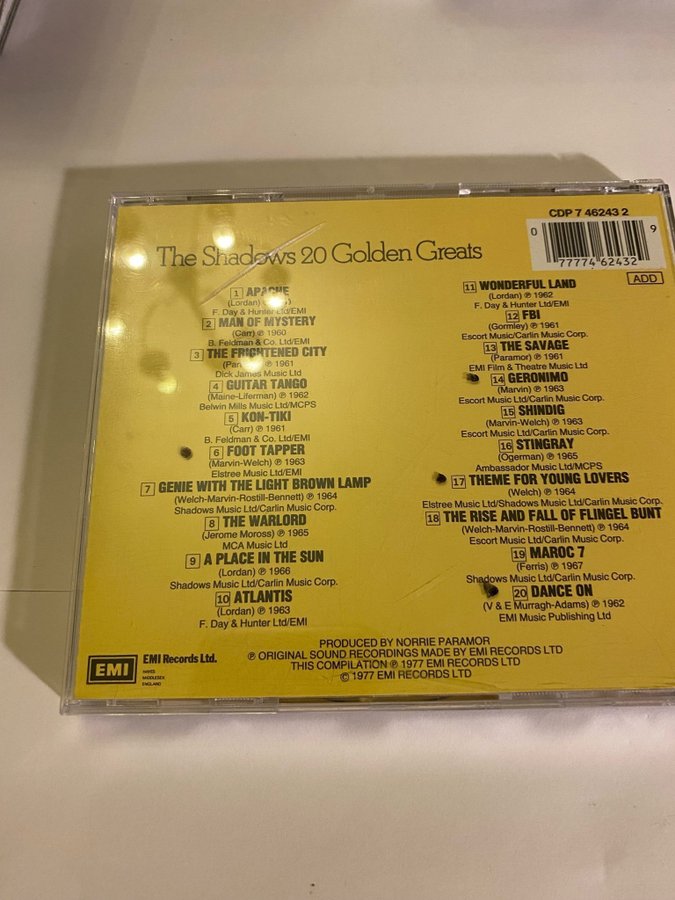 CDP 7 46243 2
0 77774 62432 9
ADD
The Shadows 20 Golden Greats
1 APACHE
(Lordan)
F. Day & Hunter Ltd/EMI
2 MAN OF MYSTERY
(Carr) ℗ 1960
B. Feldman & Co. Ltd/EMI
3 THE FRIGHTENED CITY
℗ 1961
Dick James Music Ltd
4 GUITAR TANGO
(Maine-Liferman) ℗ 1962
Belwin Mills Music Ltd/MCPS
5 KON-TIKI
(Carr) ℗ 1961
B. Feldman & Co. Ltd/EMI
6 FOOT TAPPER
(Marvin-Welch) ℗ 1963
Elstree Music Ltd/EMI
7 GENIE WITH THE LIGHT BROWN LAMP
(Welch-Marvin-Rostill-Bennett) ℗ 1964
Shadows Music Ltd/Carlin Music Corp.
8 THE WARLORD
(Jerome Moross) ℗ 1965
MCA Music Ltd
9 A PLACE IN THE SUN
(Lordan) ℗ 1966
Shadows Music Ltd/Carlin Music Corp.
10 ATLANTIS
(Lordan) ℗ 1963
F. Day & Hunter Ltd/EMI
11 WONDERFUL LAND
(Lordan) ℗ 1962
F. Day & Hunter Ltd/EMI
12 FBI
(Gormley) ℗ 1961
Escort Music/Carlin Music Corp.
13 THE SAVAGE
(Paramor) ℗ 1961
EMI Film & Theatre Music Ltd
14 GERONIMO
(Marvin) ℗ 1963
Escort Music Ltd/Carlin Music Corp.
15 SHINDIG
(Marvin-Welch) ℗ 1963
Escort Music Ltd/Carlin Music Corp.
16 STINGRAY
(Ogerman) ℗ 1965
Ambassador Music Ltd/MCPS
17 THEME FOR YOUNG LOVERS
(Welch) ℗ 1964
Elstree Music Ltd/Shadows Music Ltd/Carlin Music Corp.
18 THE RISE AND FALL OF FLINGEL BUNT
(Welch-Marvin-Rostill-Bennett) ℗ 1964
Escort Music Ltd/Carlin Music Corp.
19 MAROC 7
(Ferris) ℗ 1967
Shadows Music Ltd/Carlin Music Corp.
20 DANCE ON
(V & E Murragh-Adams) ℗ 1962
EMI Music Publishing Ltd
PRODUCED BY NORRIE PARAMOR
℗ ORIGINAL SOUND RECORDINGS MADE BY EMI RECORDS LTD
THIS COMPILATION ℗ 1977 EMI RECORDS LTD
© 1977 EMI RECORDS LTD
EMI
EMI Records Ltd.
HAYES
MIDDLESEX
ENGLAND